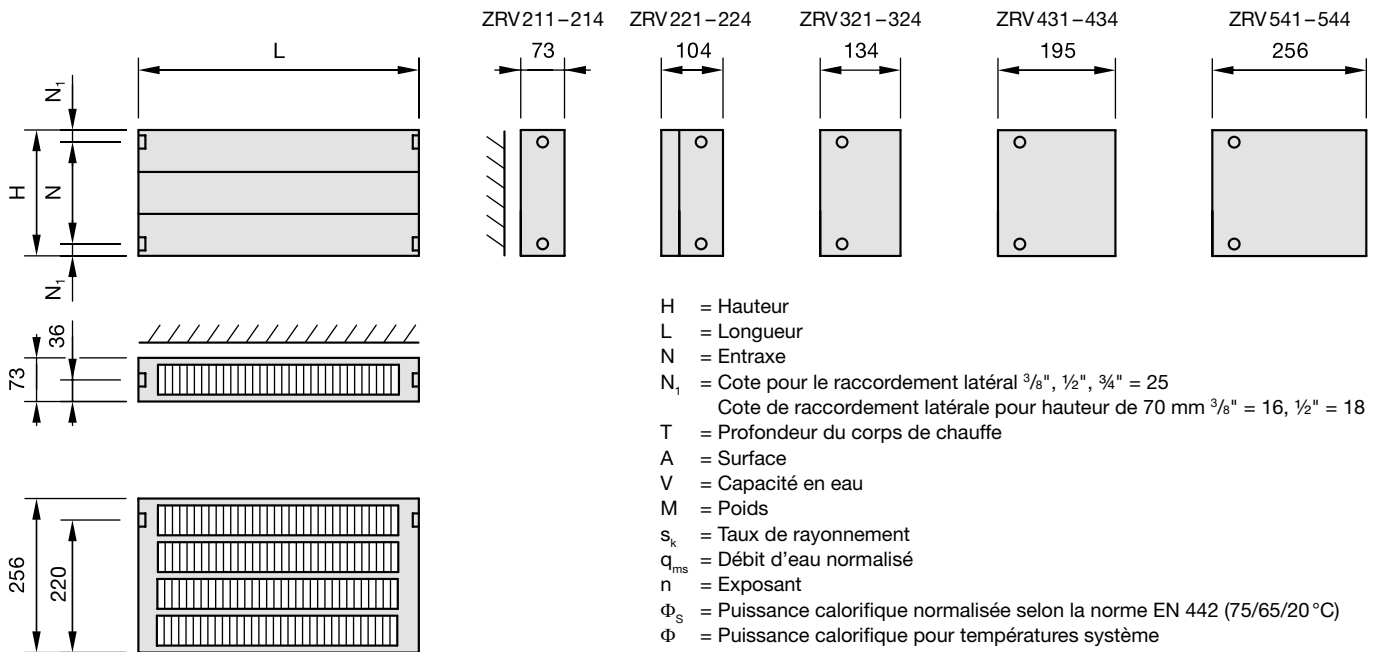 ZRV 211–214
ZRV 221–224
ZRV 321–324
ZRV 431–434
ZRV 541–544
73
104
134
195
256
L
N₁
H
N
N₁
36
73
256
220
H = Hauteur
L = Longueur
N = Entraxe
N₁ = Cote pour le raccordement latéral ³/₈", ½", ¾" = 25
Cote de raccordement latérale pour hauteur de 70 mm ³/₈" = 16, ½" = 18
T = Profondeur du corps de chauffe
A = Surface
V = Capacité en eau
M = Poids
sₖ = Taux de rayonnement
qₘₛ = Débit d’eau normalisé
n = Exposant
Φₛ = Puissance calorifique normalisée selon la norme EN 442 (75/65/20 °C)
Φ = Puissance calorifique pour températures système